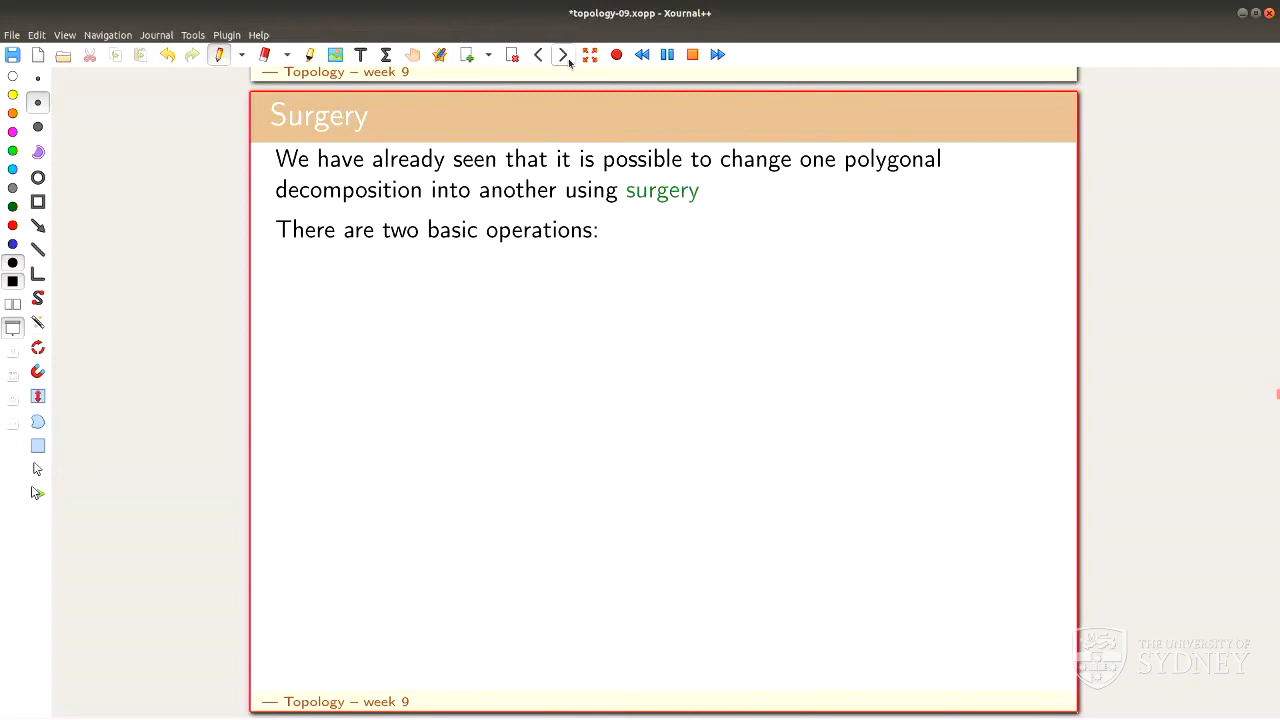 *topology-09.xopp - Xournal++
File Edit View Navigation Journal Tools Plugin Help
— Topology – week 9
Surgery
We have already seen that it is possible to change one polygonal
decomposition into another using surgery
There are two basic operations:
THE UNIVERSITY OF
SYDNEY
— Topology – week 9